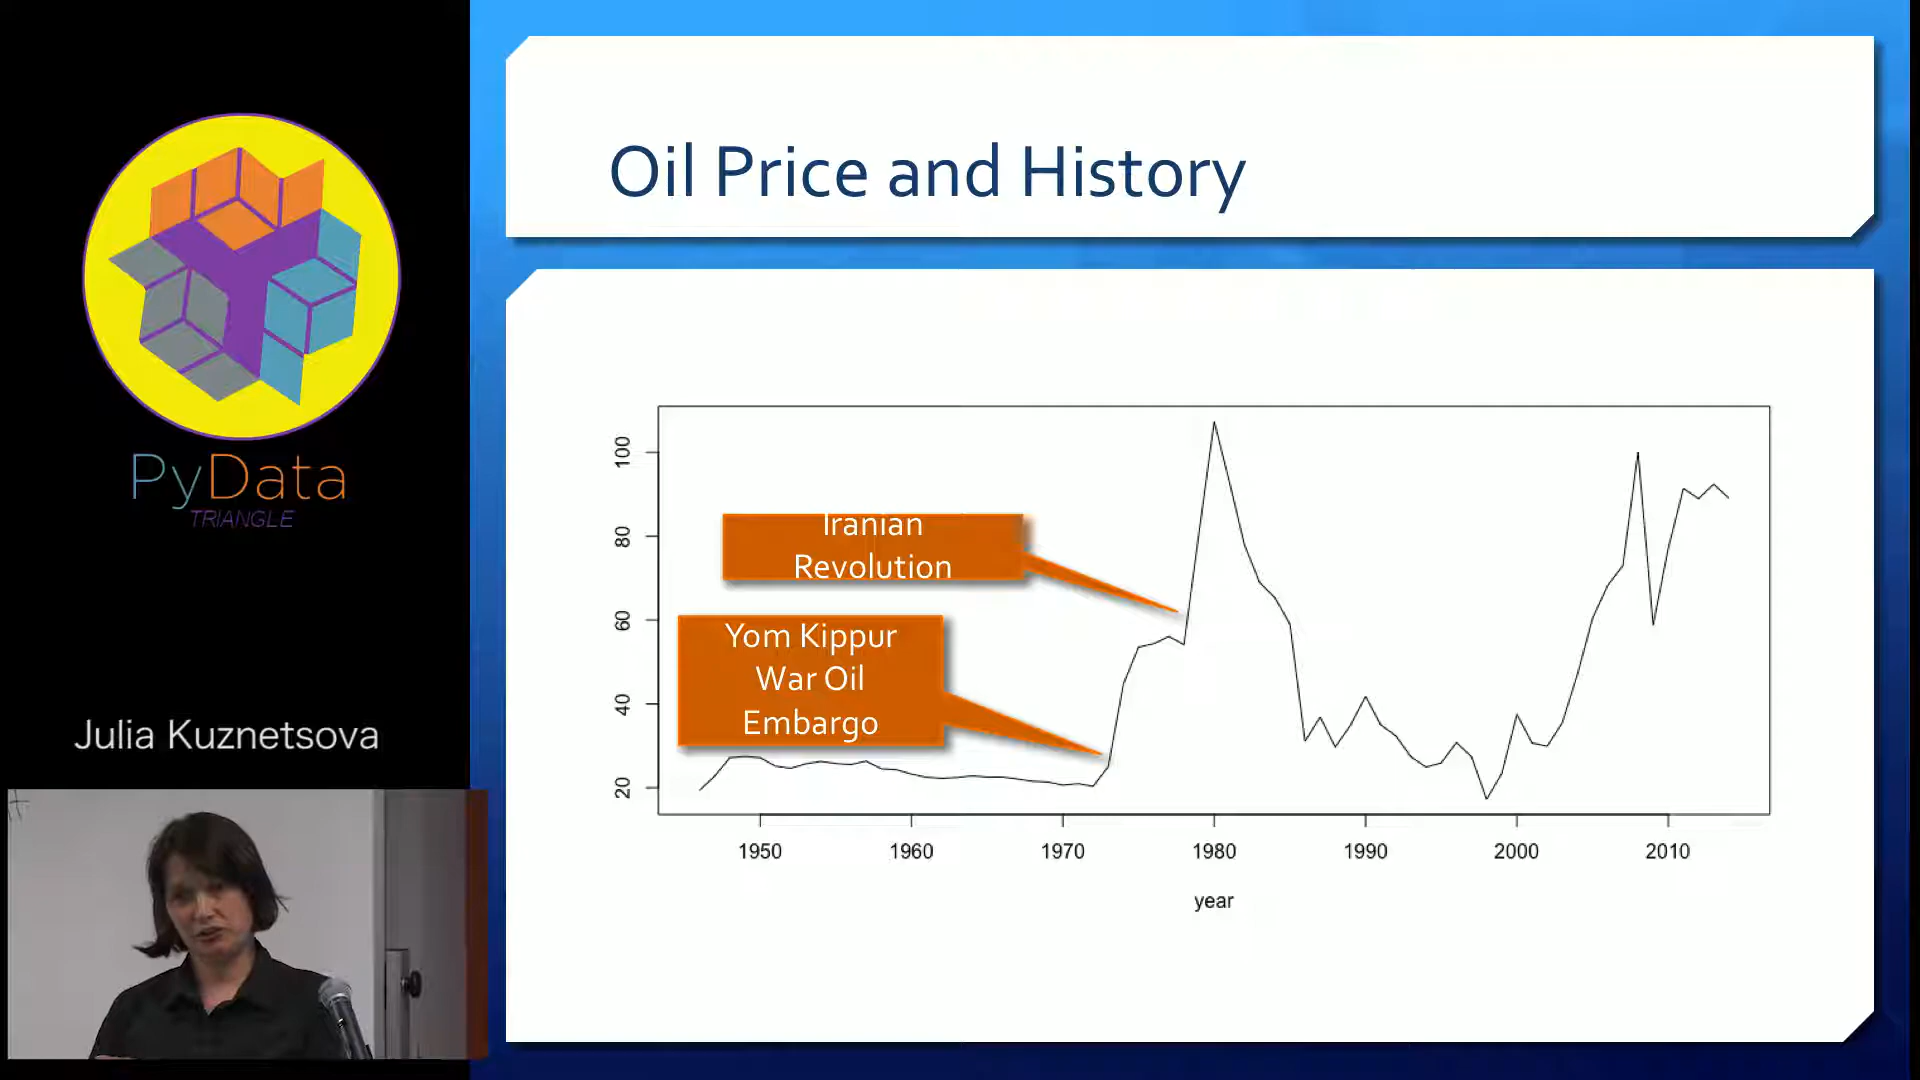 PyData
TRIANGLE
Julia Kuznetsova
Oil Price and History
Iranian
Revolution
Yom Kippur
War Oil
Embargo
100
80
60
40
20
1950 1960 1970 1980 1990 2000 2010
year